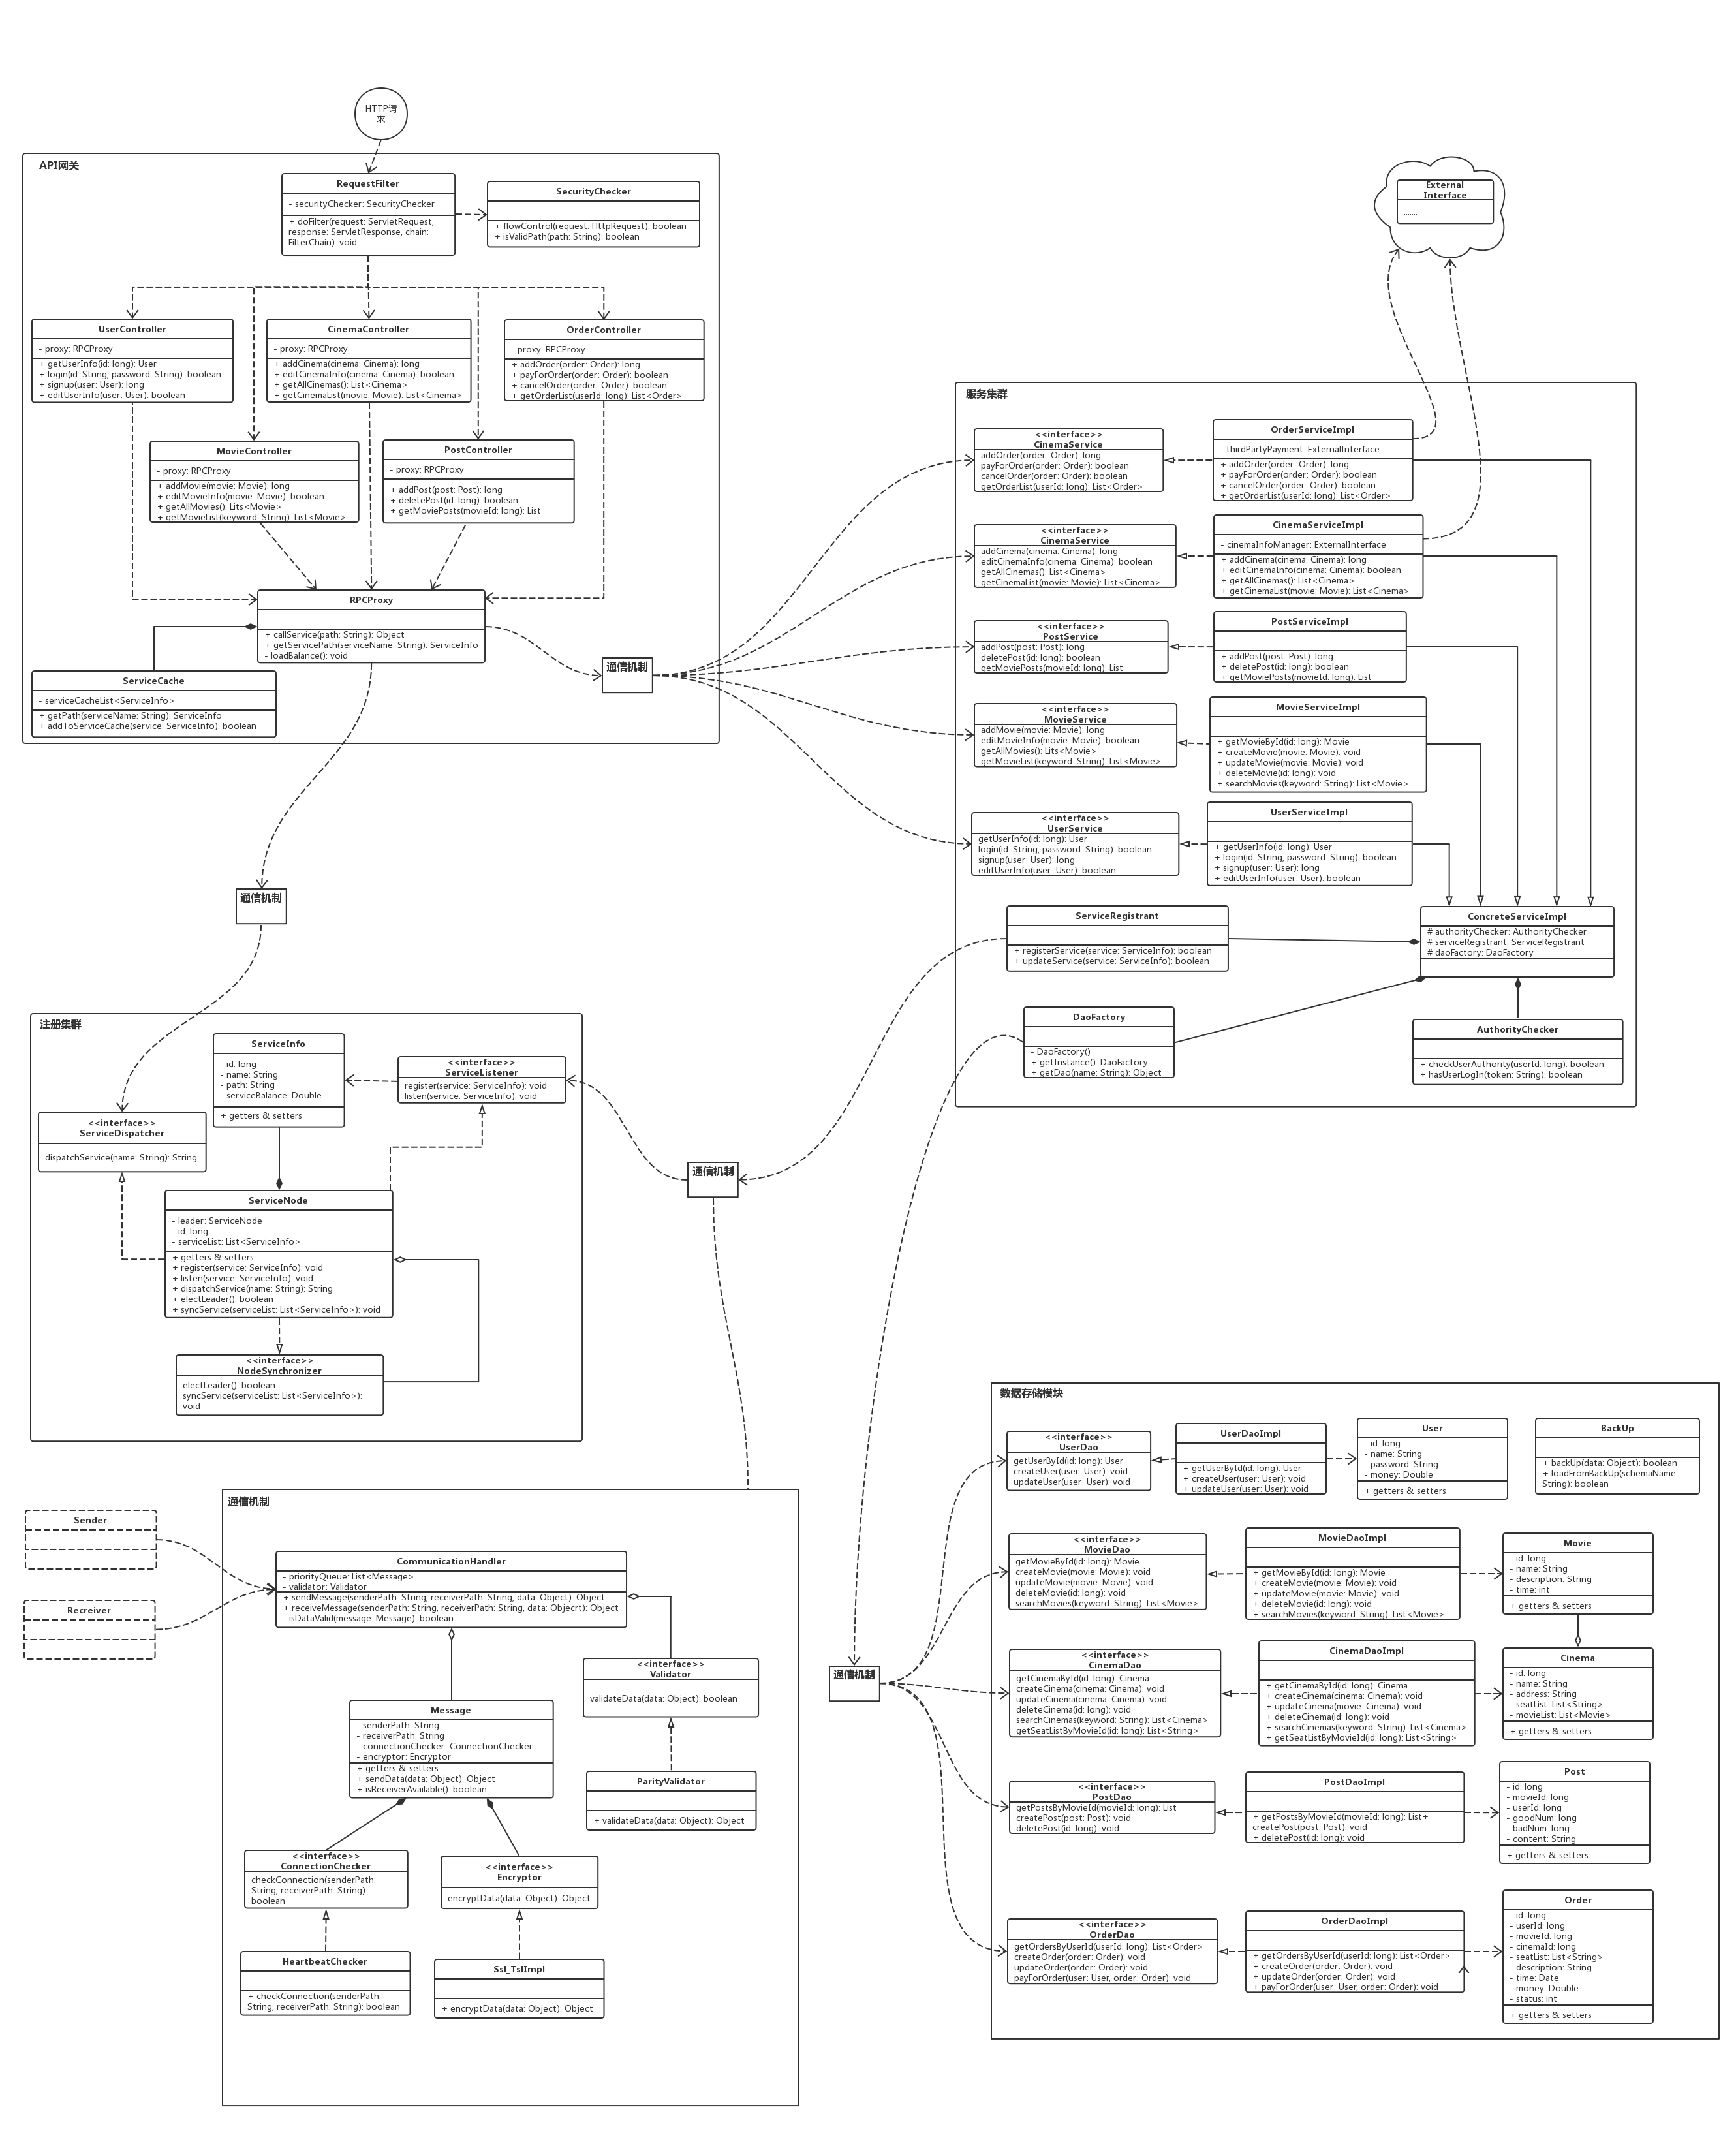 HTTP请
求
API网关
RequestFilter
- securityChecker: SecurityChecker
+ doFilter(request: ServletRequest,
response: ServletResponse, chain:
FilterChain): void
SecurityChecker
+ flowControl(request: HttpRequest): boolean
+ isValidPath(path: String): boolean
UserController
- proxy: RPCProxy
+ getUserInfo(id: long): User
+ login(id: String, password: String): boolean
+ signup(user: User): long
+ editUserInfo(user: User): boolean
CinemaController
- proxy: RPCProxy
+ addCinema(cinema: Cinema): long
+ editCinemaInfo(cinema: Cinema): boolean
+ getAllCinemas(): List<Cinema>
+ getCinemaList(movie: Movie): List<Cinema>
OrderController
- proxy: RPCProxy
+ addOrder(order: Order): long
+ payForOrder(order: Order): boolean
+ cancelOrder(order: Order): boolean
+ getOrderList(userId: long): List<Order>
MovieController
- proxy: RPCProxy
+ addMovie(movie: Movie): long
+ editMovieInfo(movie: Movie): boolean
+ getAllMovies(): Lits<Movie>
+ getMovieList(keyword: String): List<Movie>
PostController
- proxy: RPCProxy
+ addPost(post: Post): long
+ deletePost(id: long): boolean
+ getMoviePosts(movieId: long): List
RPCProxy
+ callService(path: String): Object
+ getServicePath(serviceName: String): ServiceInfo
- loadBalance(): void
ServiceCache
- serviceCacheList<ServiceInfo>
+ getPath(serviceName: String): ServiceInfo
+ addToServiceCache(service: ServiceInfo): boolean
通信机制
通信机制
External
Interface
.......
服务集群
<<interface>>
CinemaService
addOrder(order: Order): long
payForOrder(order: Order): boolean
cancelOrder(order: Order): boolean
getOrderList(userId: long): List<Order>
OrderServiceImpl
- thirdPartyPayment: ExternalInterface
+ addOrder(order: Order): long
+ payForOrder(order: Order): boolean
+ cancelOrder(order: Order): boolean
+ getOrderList(userId: long): List<Order>
<<interface>>
CinemaService
addCinema(cinema: Cinema): long
editCinemaInfo(cinema: Cinema): boolean
getAllCinemas(): List<Cinema>
getCinemaList(movie: Movie): List<Cinema>
CinemaServiceImpl
- cinemaInfoManager: ExternalInterface
+ addCinema(cinema: Cinema): long
+ editCinemaInfo(cinema: Cinema): boolean
+ getAllCinemas(): List<Cinema>
+ getCinemaList(movie: Movie): List<Cinema>
<<interface>>
PostService
addPost(post: Post): long
deletePost(id: long): boolean
getMoviePosts(movieId: long): List
PostServiceImpl
+ addPost(post: Post): long
+ deletePost(id: long): boolean
+ getMoviePosts(movieId: long): List
<<interface>>
MovieService
addMovie(movie: Movie): long
editMovieInfo(movie: Movie): boolean
getAllMovies(): Lits<Movie>
getMovieList(keyword: String): List<Movie>
MovieServiceImpl
+ getMovieById(id: long): Movie
+ createMovie(movie: Movie): void
+ updateMovie(movie: Movie): void
+ deleteMovie(id: long): void
+ searchMovies(keyword: String): List<Movie>
<<interface>>
UserService
getUserInfo(id: long): User
login(id: String, password: String): boolean
signup(user: User): long
editUserInfo(user: User): boolean
UserServiceImpl
+ getUserInfo(id: long): User
+ login(id: String, password: String): boolean
+ signup(user: User): long
+ editUserInfo(user: User): boolean
ServiceRegistrant
+ registerService(service: ServiceInfo): boolean
+ updateService(service: ServiceInfo): boolean
ConcreteServiceImpl
# authorityChecker: AuthorityChecker
# serviceRegistrant: ServiceRegistrant
# daoFactory: DaoFactory
DaoFactory
- DaoFactory()
+ getInstance(): DaoFactory
+ getDao(name: String): Object
AuthorityChecker
+ checkUserAuthority(userId: long): boolean
+ hasUserLogIn(token: String): boolean
注册集群
ServiceInfo
- id: long
- name: String
- path: String
- serviceBalance: Double
+ getters & setters
<<interface>>
ServiceListener
register(service: ServiceInfo): void
listen(service: ServiceInfo): void
<<interface>>
ServiceDispatcher
dispatchService(name: String): String
ServiceNode
- leader: ServiceNode
- id: long
- serviceList: List<ServiceInfo>
+ getters & setters
+ register(service: ServiceInfo): void
+ listen(service: ServiceInfo): void
+ dispatchService(name: String): String
+ electLeader(): boolean
+ syncService(serviceList: List<ServiceInfo>): void
<<interface>>
NodeSynchronizer
electLeader(): boolean
syncService(serviceList: List<ServiceInfo>):
void
通信机制
数据存储模块
<<interface>>
UserDao
getUserById(id: long): User
createUser(user: User): void
updateUser(user: User): void
UserDaoImpl
+ getUserById(id: long): User
+ createUser(user: User): void
+ updateUser(user: User): void
User
- id: long
- name: String
- password: String
- money: Double
+ getters & setters
BackUp
+ backUp(data: Object): boolean
+ loadFromBackUp(schemaName:
String): boolean
<<interface>>
MovieDao
getMovieById(id: long): Movie
createMovie(movie: Movie): void
updateMovie(movie: Movie): void
deleteMovie(id: long): void
searchMovies(keyword: String): List<Movie>
MovieDaoImpl
+ getMovieById(id: long): Movie
+ createMovie(movie: Movie): void
+ updateMovie(movie: Movie): void
+ deleteMovie(id: long): void
+ searchMovies(keyword: String): List<Movie>
Movie
- id: long
- name: String
- description: String
- time: int
+ getters & setters
<<interface>>
CinemaDao
getCinemaById(id: long): Cinema
createCinema(cinema: Cinema): void
updateCinema(cinema: Cinema): void
deleteCinema(id: long): void
searchCinemas(keyword: String): List<Cinema>
getSeatListByMovieId(id: long): List<String>
CinemaDaoImpl
+ getCinemaById(id: long): Cinema
+ createCinema(cinema: Cinema): void
+ updateCinema(movie: Cinema): void
+ deleteCinema(id: long): void
+ searchCinemas(keyword: String): List<Cinema>
+ getSeatListByMovieId(id: long): List<String>
Cinema
- id: long
- name: String
- address: String
- seatList: List<String>
- movieList: List<Movie>
+ getters & setters
通信机制
<<interface>>
PostDao
getPostsByMovieId(movieId: long): List
createPost(post: Post): void
deletePost(id: long): void
PostDaoImpl
+ getPostsByMovieId(movieId: long): List+
createPost(post: Post): void
+ deletePost(id: long): void
Post
- id: long
- movieId: long
- userId: long
- goodNum: long
- badNum: long
- content: String
+ getters & setters
<<interface>>
OrderDao
getOrdersByUserId(userId: long): List<Order>
createOrder(order: Order): void
updateOrder(order: Order): void
payForOrder(user: User, order: Order): void
OrderDaoImpl
+ getOrdersByUserId(userId: long): List<Order>
+ createOrder(order: Order): void
+ updateOrder(order: Order): void
+ payForOrder(user: User, order: Order): void
Order
- id: long
- userId: long
- movieId: long
- cinemaId: long
- seatList: List<String>
- description: String
- time: Date
- money: Double
- status: int
+ getters & setters
Sender
Recreiver
通信机制
CommunicationHandler
- priorityQueue: List<Message>
- validator: Validator
+ sendMessage(senderPath: String, receiverPath: String, data: Object): Object
+ receiveMessage(senderPath: String, receiverPath: String, data: Objecrt): Object
- isDataValid(message: Message): boolean
<<interface>>
Validator
validateData(data: Object): boolean
Message
- senderPath: String
- receiverPath: String
- connectionChecker: ConnectionChecker
- encryptor: Encryptor
+ getters & setters
+ sendData(data: Object): Object
+ isReceiverAvailable(): boolean
ParityValidator
+ validateData(data: Object): Object
<<interface>>
ConnectionChecker
checkConnection(senderPath:
String, receiverPath: String):
boolean
<<interface>>
Encryptor
encryptData(data: Object): Object
HeartbeatChecker
+ checkConnection(senderPath:
String, receiverPath: String): boolean
Ssl_TslImpl
+ encryptData(data: Object): Object